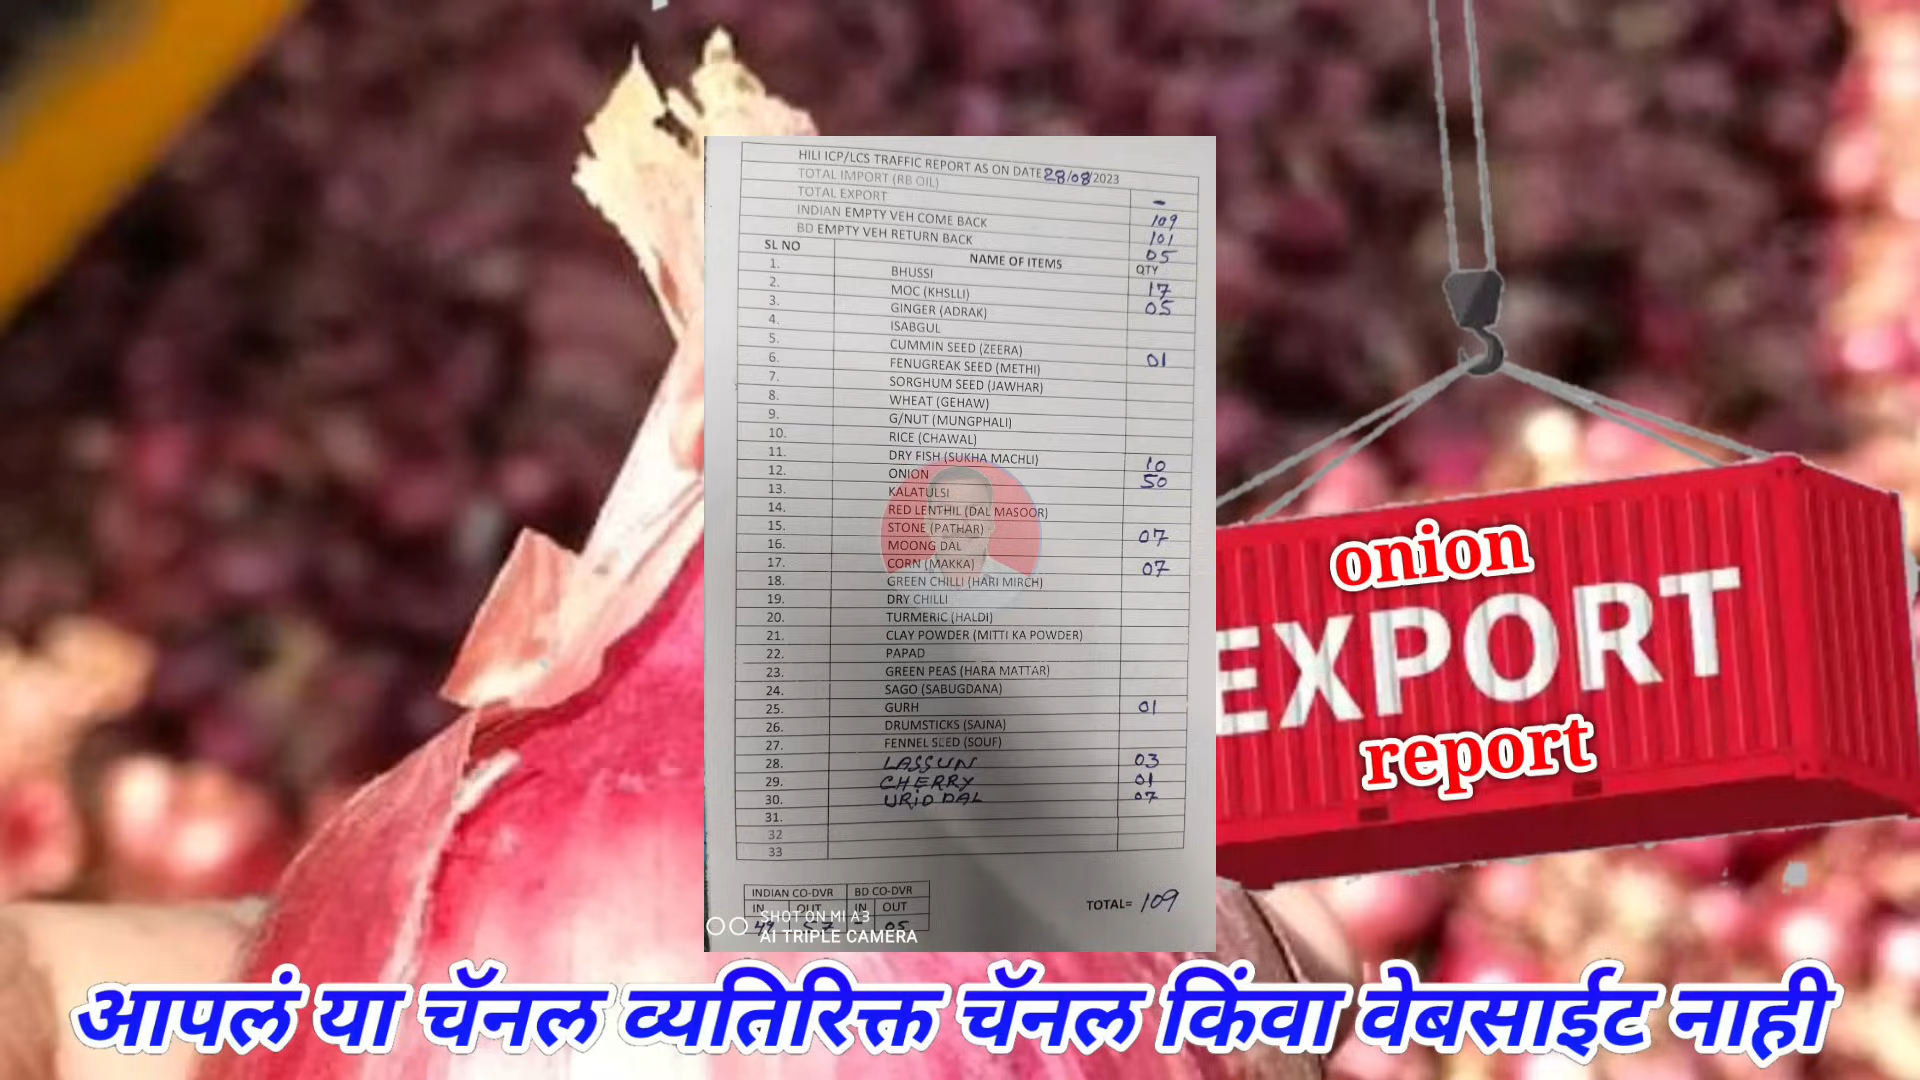 HILI ICP/LCS TRAFFIC REPORT AS ON DATE 28/08/2023
TOTAL IMPORT (RB OIL) -
TOTAL EXPORT 109
INDIAN EMPTY VEH COME BACK 101
BD EMPTY VEH RETURN BACK 05
SL NO NAME OF ITEMS QTY
1. BHUSSI 17
2. MOC (KHSLLI) 05
3. GINGER (ADRAK)
4. ISABGUL
5. CUMMIN SEED (ZEERA) 01
6. FENUGREAK SEED (METHI)
7. SORGHUM SEED (JAWHAR)
8. WHEAT (GEHAW)
9. G/NUT (MUNGPHALI)
10. RICE (CHAWAL)
11. DRY FISH (SUKHA MACHLI) 10
12. ONION 50
13. KALATULSI
14. RED LENTHIL (DAL MASOOR)
15. STONE (PATHAR) 07
16. MOONG DAL
17. CORN (MAKKA) 07
18. GREEN CHILLI (HARI MIRCH)
19. DRY CHILLI
20. TURMERIC (HALDI)
21. CLAY POWDER (MITTI KA POWDER)
22. PAPAD
23. GREEN PEAS (HARA MATTAR)
24. SAGO (SABUGDANA)
25. GURH 01
26. DRUMSTICKS (SAJNA)
27. FENNEL SEED (SOUF)
28. LASSUN 03
29. CHERRY 01
30. URID DAL 07
31.
32
33
INDIAN CO-DVR BD CO-DVR
IN OUT IN OUT
05
TOTAL= 109
SHOT ON MI A3
AI TRIPLE CAMERA
onion
EXPORT
report
आपलं या चॅनल व्यतिरिक्त चॅनल किंवा वेबसाईट नाही